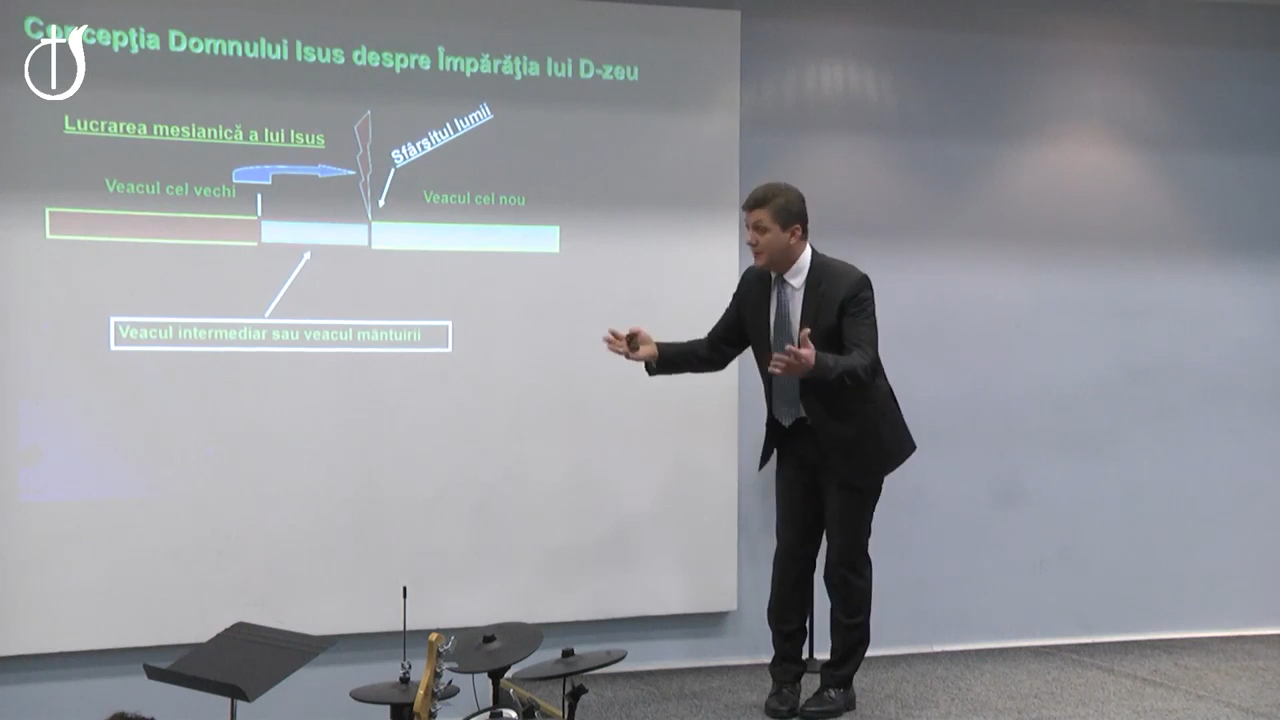 Concepţia Domnului Isus despre Împărăţia lui D-zeu
Lucrarea mesianică a lui Isus
Sfârşitul lumii
Veacul cel vechi
Veacul cel nou
Veacul intermediar sau veacul mântuirii